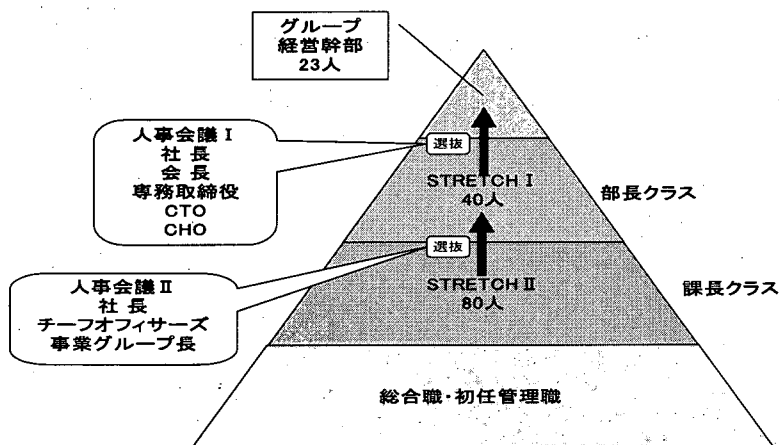 グループ
経営幹部
23人
人事会議Ⅰ
社長
会長
専務取締役
CTO
CHO
選抜
STRETCH Ⅰ
40人
部長クラス
人事会議Ⅱ
社長
チーフオフィサーズ
事業グループ長
選抜
STRETCH Ⅱ
80人
課長クラス
総合職・初任管理職